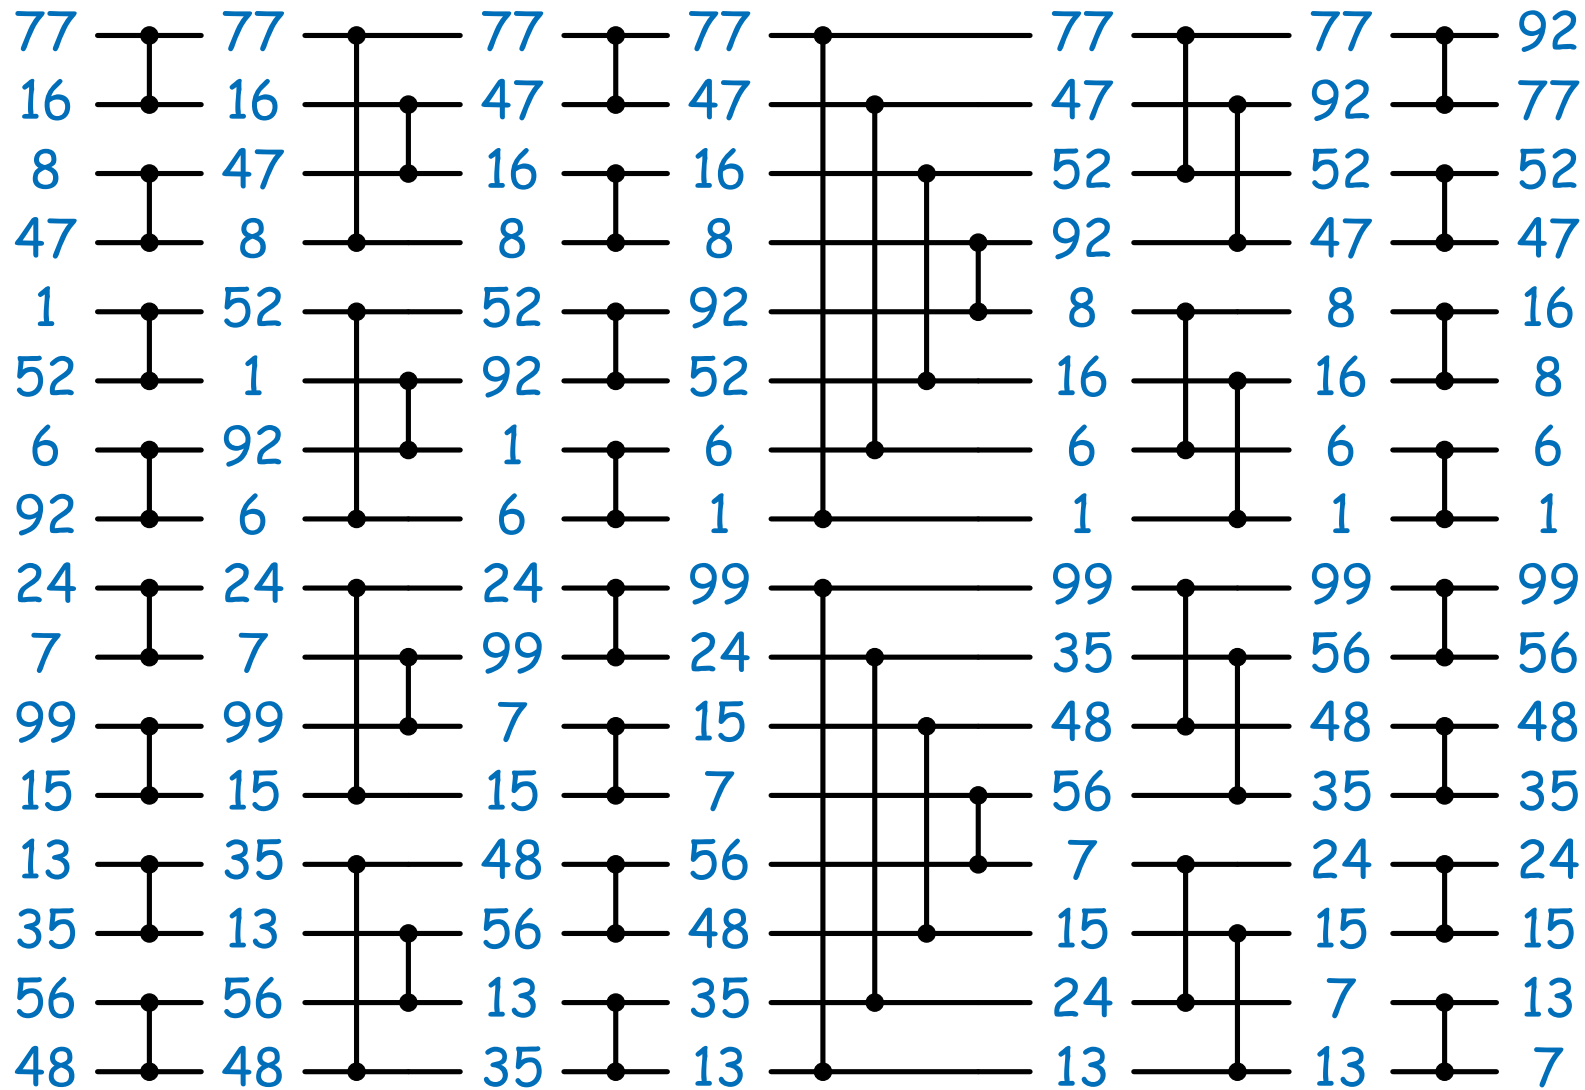 77 77 77 77 77 77 92
16 16 47 47 47 92 77
8 47 16 16 52 52 52
47 8 8 8 92 47 47
1 52 52 92 8 8 16
52 1 92 52 16 16 8
6 92 1 6 6 6 6
92 6 6 1 1 1 1
24 24 24 99 99 99 99
7 7 99 24 35 56 56
99 99 7 15 48 48 48
15 15 15 7 56 35 35
13 35 48 56 7 24 24
35 13 56 48 15 15 15
56 56 13 35 24 7 13
48 48 35 13 13 13 7